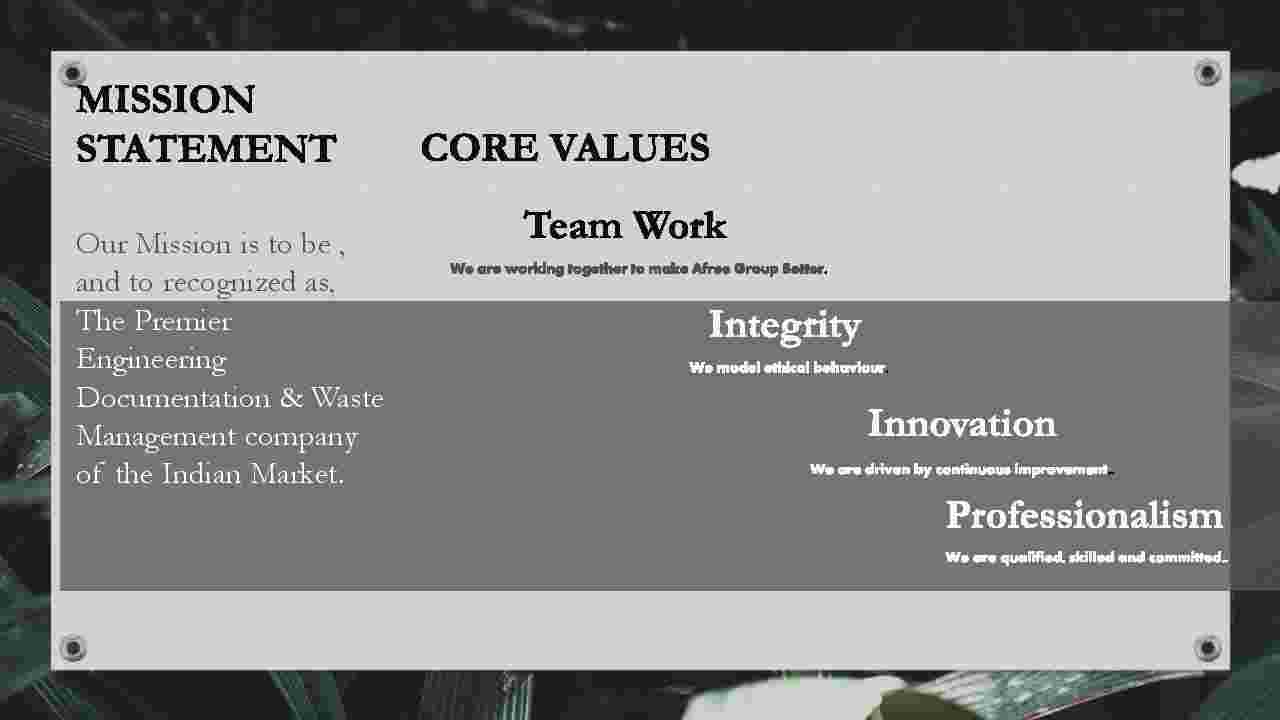 MISSION
STATEMENT
Our Mission is to be ,
and to recognized as,
The Premier
Engineering
Documentation & Waste
Management company
of the Indian Market.
CORE VALUES
Team Work
We are working together to make Afree Group Better.
Integrity
We model ethical behaviour.
Innovation
We are driven by continuous improvement..
Professionalism
We are qualified, skilled and committed..